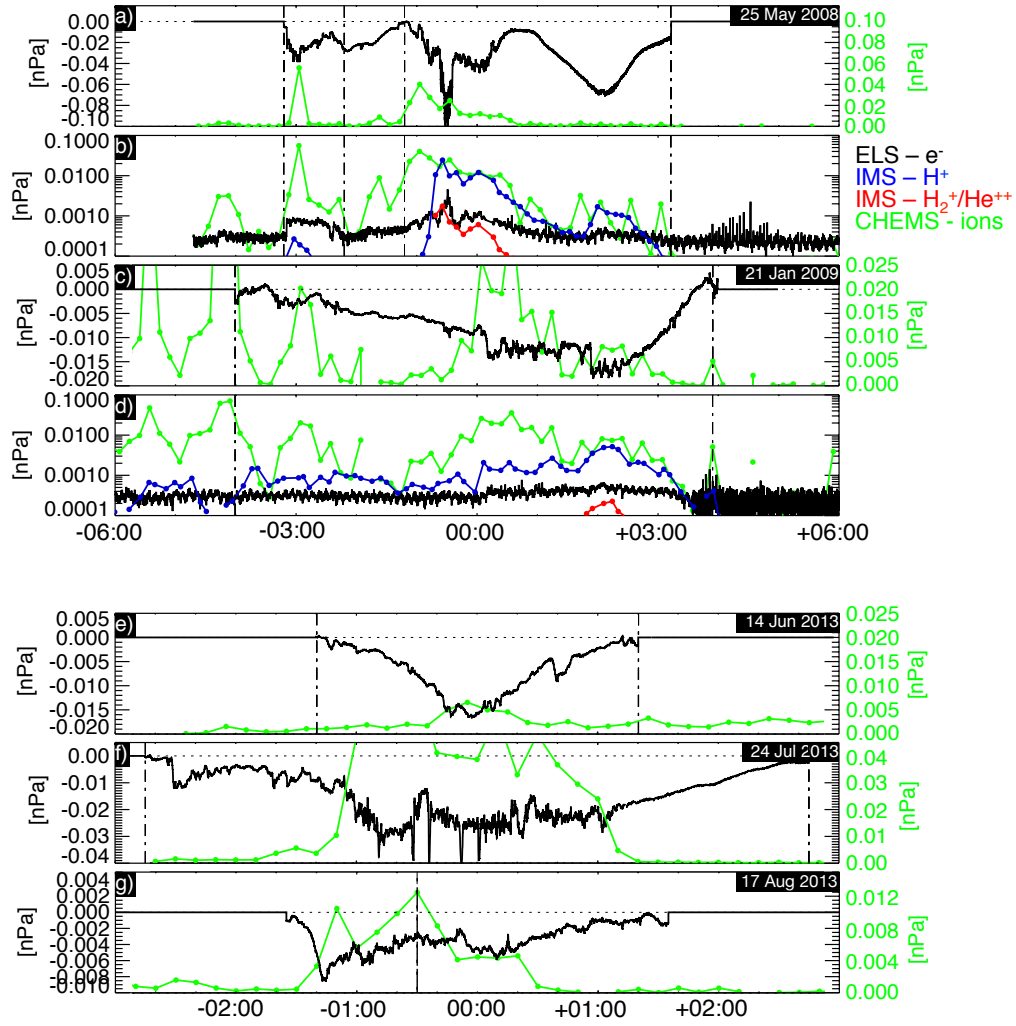 a) 25 May 2008
0.00
-0.02
-0.04
-0.06
-0.08
-0.10
[nPa]
0.10
0.08
0.06
0.04
0.02
0.00
[nPa]
b)
0.1000
0.0100
0.0010
0.0001
[nPa]
ELS – e-
IMS – H+
IMS – H2+/He++
CHEMS - ions
c) 21 Jan 2009
0.005
0.000
-0.005
-0.010
-0.015
-0.020
[nPa]
0.025
0.020
0.015
0.010
0.005
0.000
[nPa]
d)
0.1000
0.0100
0.0010
0.0001
[nPa]
-06:00 -03:00 00:00 +03:00 +06:00
e) 14 Jun 2013
0.005
0.000
-0.005
-0.010
-0.015
-0.020
[nPa]
0.025
0.020
0.015
0.010
0.005
0.000
[nPa]
f) 24 Jul 2013
0.00
-0.01
-0.02
-0.03
-0.04
[nPa]
0.04
0.03
0.02
0.01
0.00
[nPa]
g) 17 Aug 2013
0.004
0.002
0.000
-0.002
-0.004
-0.006
-0.008
-0.010
[nPa]
0.012
0.008
0.004
0.000
[nPa]
-02:00 -01:00 00:00 +01:00 +02:00